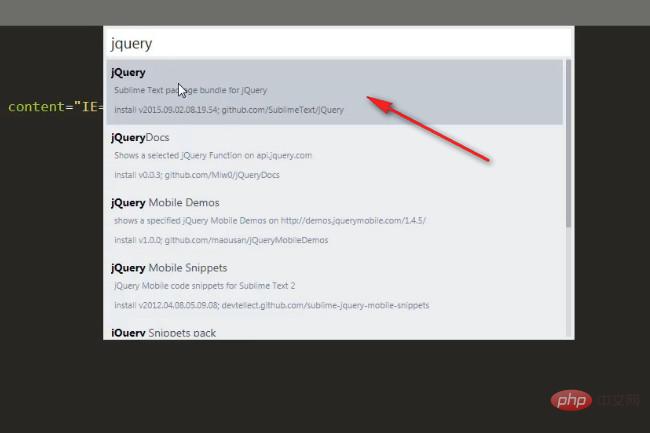 jquery
jQuery
Sublime Text package bundle for jQuery
content="IE=
install v2015.09.02.08.19.54; github.com/SublimeText/jQuery
jQueryDocs
Shows a selected jQuery Function on api.jquery.com
install v0.0.3; github.com/Miw0/jQueryDocs
jQuery Mobile Demos
shows a specified jQuery Mobile Demos on http://demos.jquerymobile.com/1.4.5/
install v1.0.0; github.com/maousan/jQueryMobileDemos
jQuery Mobile Snippets
jQuery Mobile code snippets for Sublime Text 2
install v2012.04.08.05.09.08; devtellect.github.com/sublime-jquery-mobile-snippets
jQuery Snippets pack
php 中文网